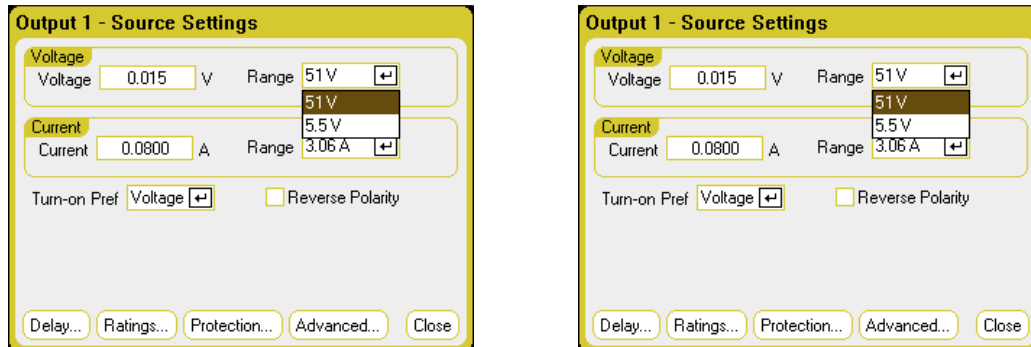 Output 1 - Source Settings
Voltage
Voltage 0.015 V Range 51 V
51 V
5.5 V
Current
Current 0.0800 A Range 3.06 A
Turn-on Pref Voltage Reverse Polarity
Delay... Ratings... Protection... Advanced... Close
Output 1 - Source Settings
Voltage
Voltage 0.015 V Range 51 V
51 V
5.5 V
Current
Current 0.0800 A Range 3.06 A
Turn-on Pref Voltage Reverse Polarity
Delay... Ratings... Protection... Advanced... Close